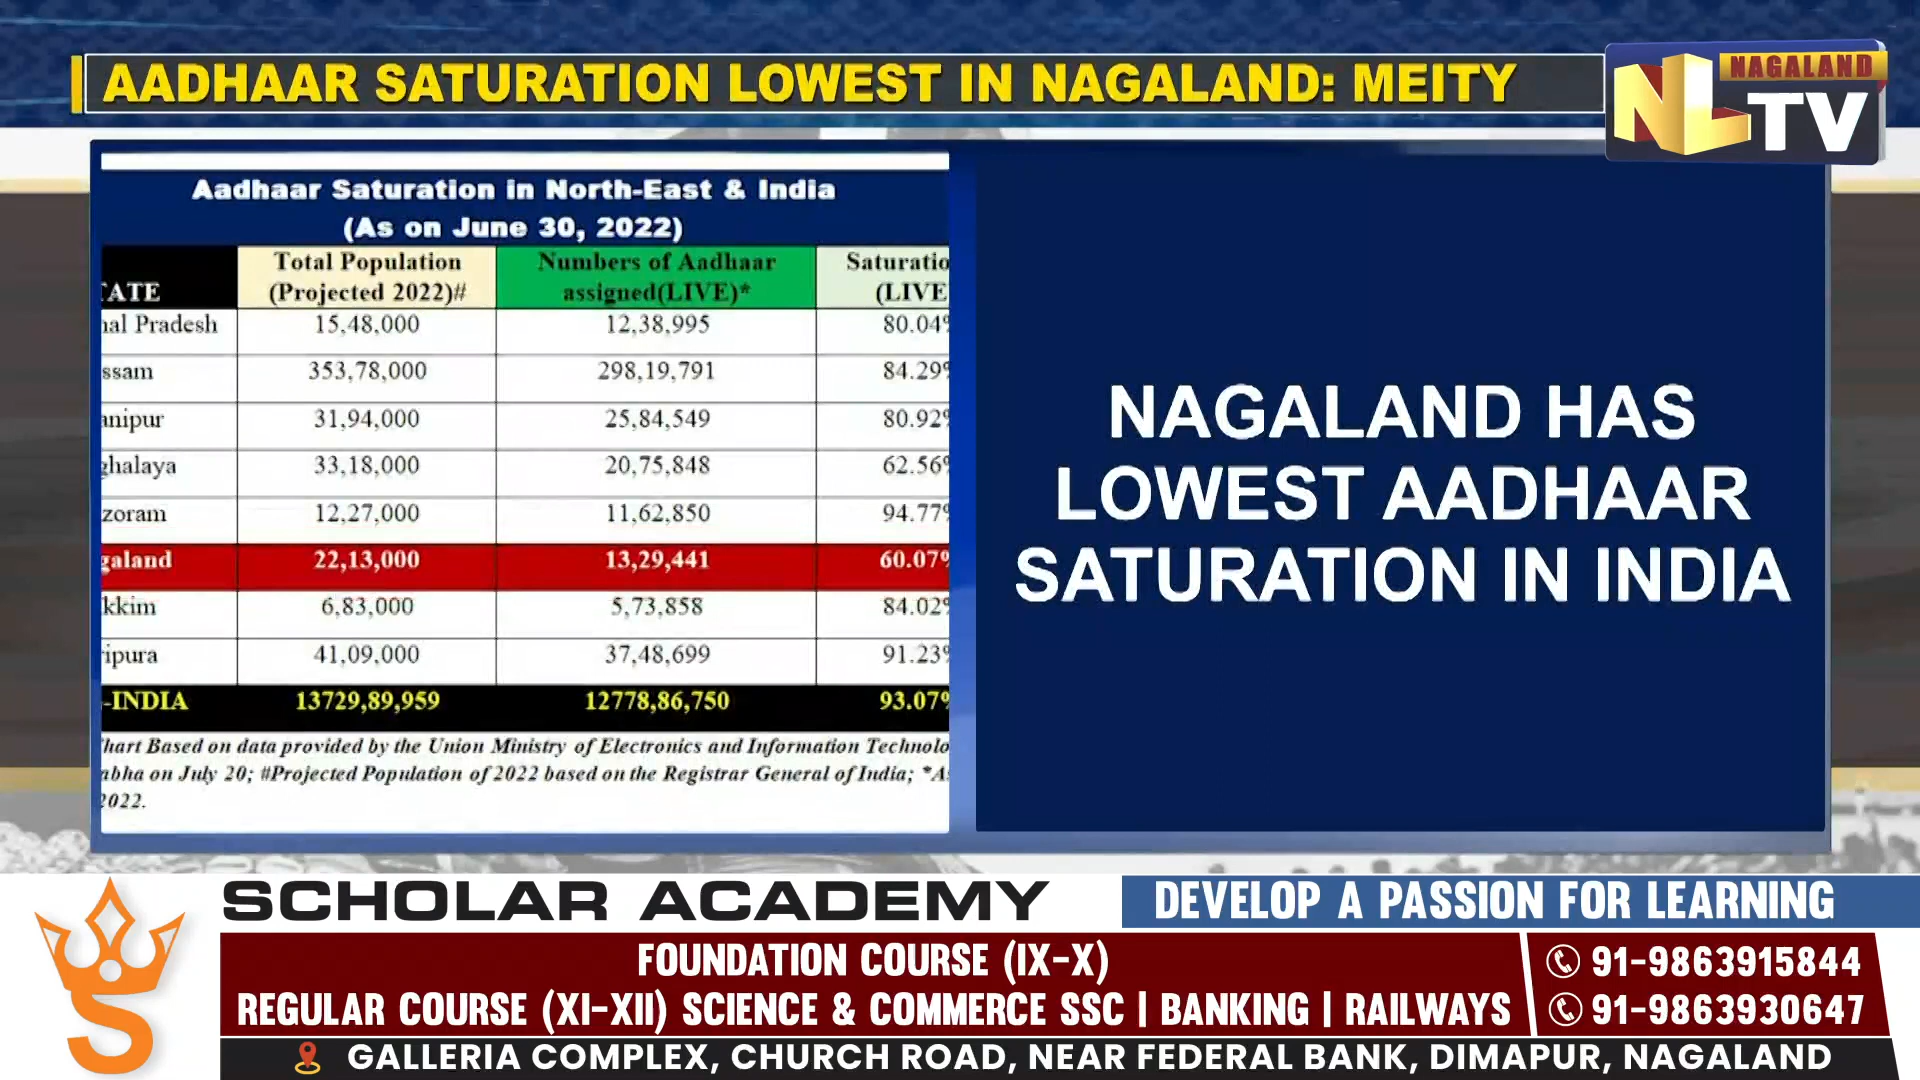 AADHAAR SATURATION LOWEST IN NAGALAND: MEITY
NAGALAND
NL TV
Aadhaar Saturation in North-East & India
(As on June 30, 2022)
TATE Total Population (Projected 2022)# Numbers of Aadhaar assigned(LIVE)* Saturatio (LIVE
nal Pradesh 15,48,000 12,38,995 80.04%
ssam 353,78,000 298,19,791 84.29%
anipur 31,94,000 25,84,549 80.92%
ghalaya 33,18,000 20,75,848 62.56%
zoram 12,27,000 11,62,850 94.77%
galand 22,13,000 13,29,441 60.07%
kkim 6,83,000 5,73,858 84.02%
ripura 41,09,000 37,48,699 91.23%
-INDIA 13729,89,959 12778,86,750 93.07%
hart Based on data provided by the Union Ministry of Electronics and Information Technolo
abha on July 20; #Projected Population of 2022 based on the Registrar General of India; *A
2022.
NAGALAND HAS
LOWEST AADHAAR
SATURATION IN INDIA
SCHOLAR ACADEMY
DEVELOP A PASSION FOR LEARNING
FOUNDATION COURSE (IX-X)
REGULAR COURSE (XI-XII) SCIENCE & COMMERCE SSC | BANKING | RAILWAYS
91-9863915844
91-9863930647
GALLERIA COMPLEX, CHURCH ROAD, NEAR FEDERAL BANK, DIMAPUR, NAGALAND